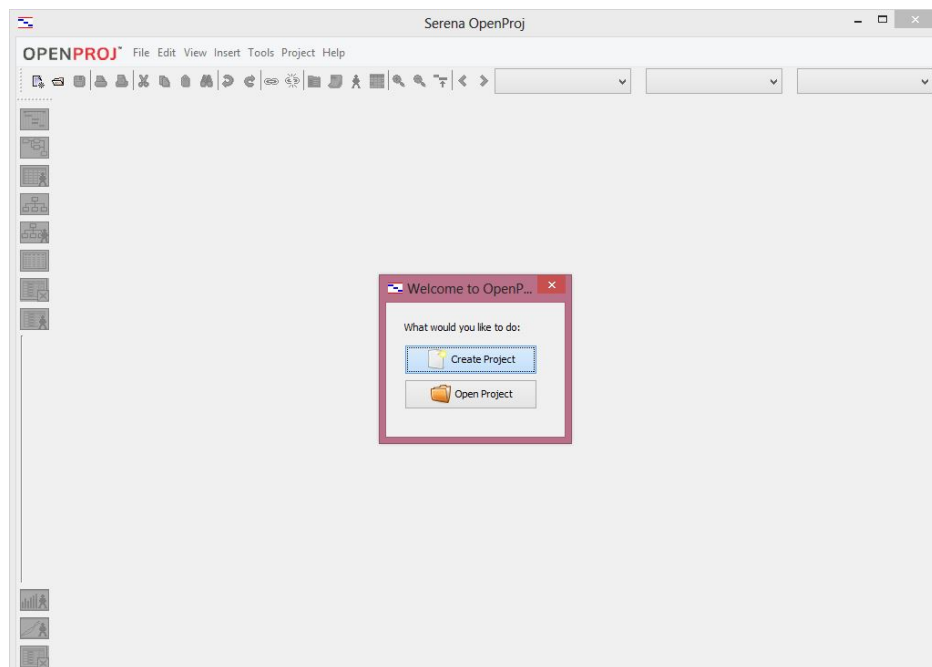 Serena OpenProj
OPENPROJ File Edit View Insert Tools Project Help
Welcome to OpenP...
What would you like to do:
Create Project
Open Project